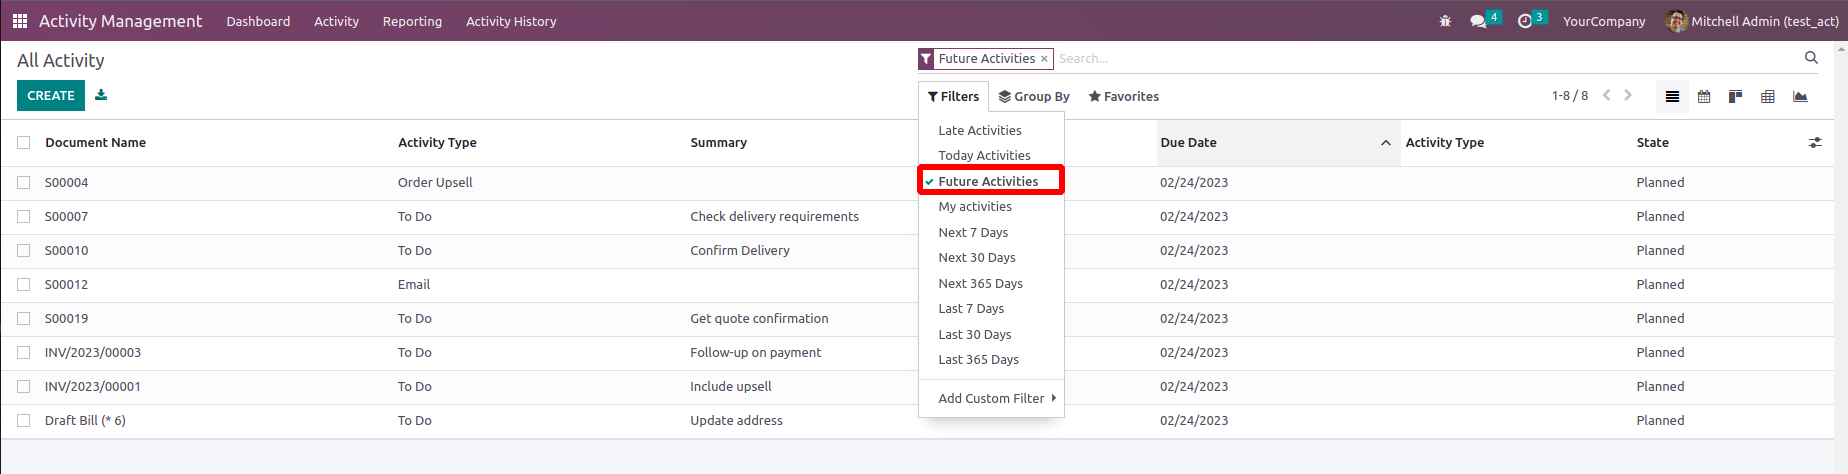 Activity Management Dashboard Activity Reporting Activity History 4 3 YourCompany Mitchell Admin (test_act)
All Activity Future Activities × Search...
CREATE Filters Group By Favorites 1-8 / 8
Late Activities
Document Name Activity Type Summary Due Date Activity Type State
Today Activities
S00004 Order Upsell Future Activities 02/24/2023 Planned
My activities
S00007 To Do Check delivery requirements 02/24/2023 Planned
Next 7 Days
S00010 To Do Confirm Delivery 02/24/2023 Planned
Next 30 Days
S00012 Email Next 365 Days 02/24/2023 Planned
Last 7 Days
S00019 To Do Get quote confirmation 02/24/2023 Planned
Last 30 Days
INV/2023/00003 To Do Follow-up on payment 02/24/2023 Planned
Last 365 Days
INV/2023/00001 To Do Include upsell 02/24/2023 Planned
Add Custom Filter
Draft Bill (* 6) To Do Update address 02/24/2023 Planned